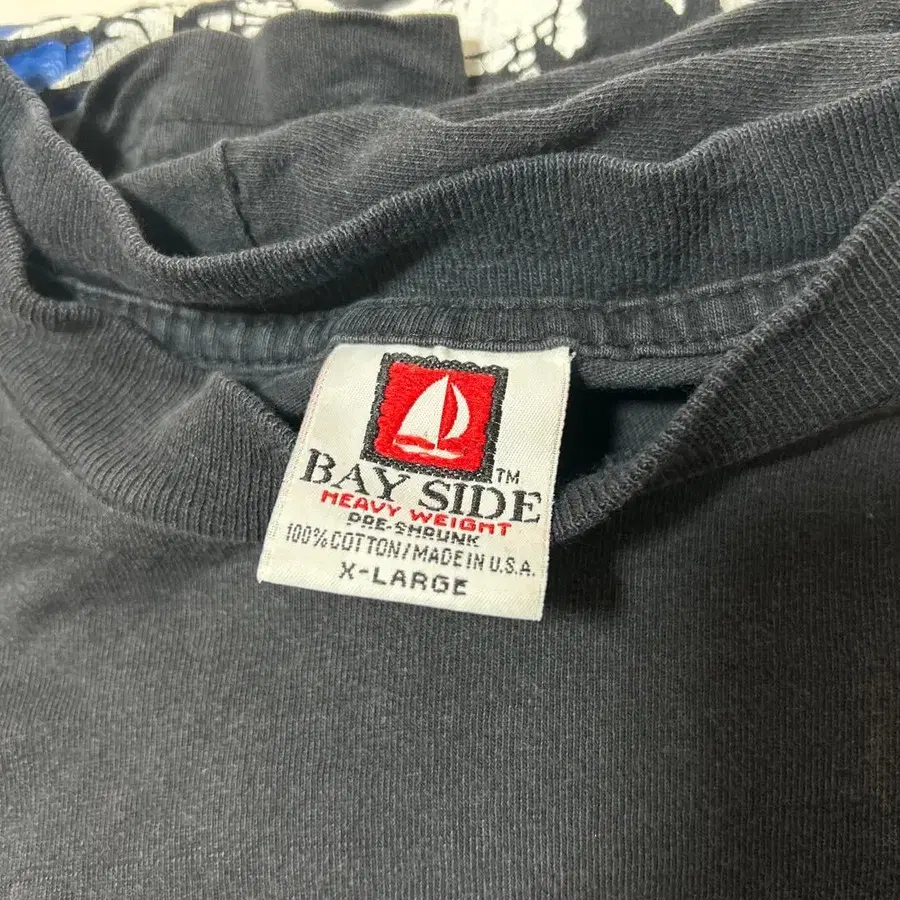 BAY SIDE™
HEAVY WEIGHT
PRE-SHRUNK
100% COTTON/MADE IN U.S.A.
X-LARGE